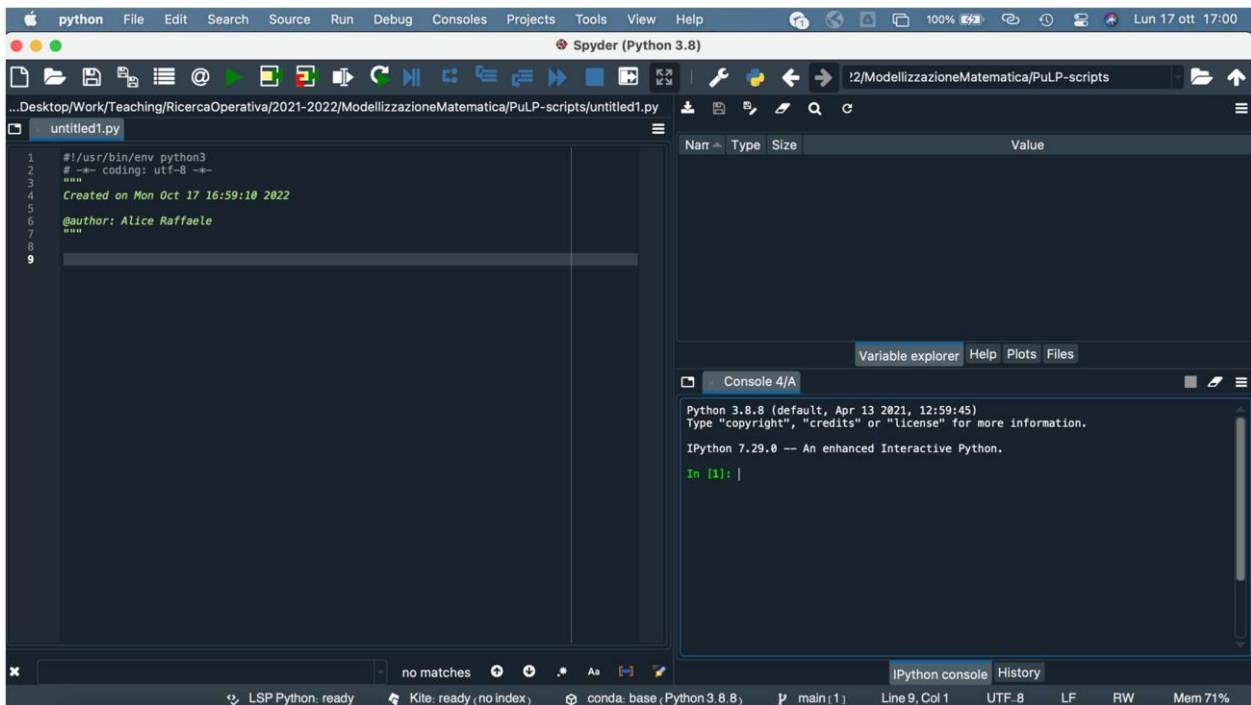 python File Edit Search Source Run Debug Consoles Projects Tools View Help 100% Lun 17 ott 17:00
Spyder (Python 3.8)
!2/ModellizzazioneMatematica/PuLP-scripts
...Desktop/Work/Teaching/RicercaOperativa/2021-2022/ModellizzazioneMatematica/PuLP-scripts/untitled1.py
untitled1.py
1 #!/usr/bin/env python3
2 # -*- coding: utf-8 -*-
3 """
4 Created on Mon Oct 17 16:59:10 2022
5
6 @author: Alice Raffaele
7 """
8
9
Nam Type Size Value
Variable explorer Help Plots Files
Console 4/A
Python 3.8.8 (default, Apr 13 2021, 12:59:45)
Type "copyright", "credits" or "license" for more information.
IPython 7.29.0 -- An enhanced Interactive Python.
In [1]:
no matches .* Aa
IPython console History
LSP Python: ready Kite: ready (no index) conda: base (Python 3.8.8) main [1] Line 9, Col 1 UTF-8 LF RW Mem 71%